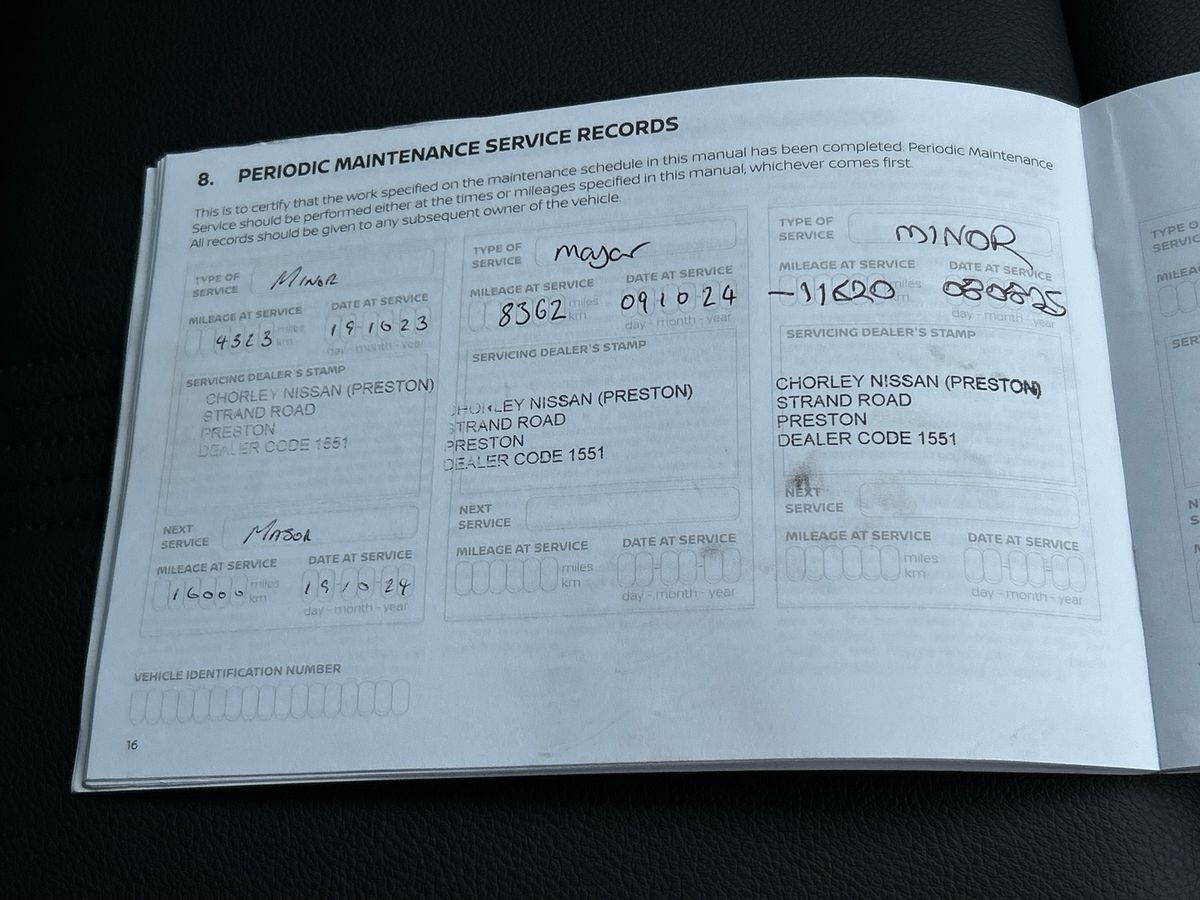 8. PERIODIC MAINTENANCE SERVICE RECORDS
This is to certify that the work specified on the maintenance schedule in this manual has been completed. Periodic Maintenance
Service should be performed either at the times or mileages specified in this manual, whichever comes first.
All records should be given to any subsequent owner of the vehicle.
TYPE OF SERVICE MINOR
MILEAGE AT SERVICE DATE AT SERVICE
4323 miles km 19 10 23
day - month - year
SERVICING DEALER'S STAMP
CHORLEY NISSAN (PRESTON)
STRAND ROAD
PRESTON
DEALER CODE 1551
NEXT SERVICE MAJOR
MILEAGE AT SERVICE DATE AT SERVICE
16000 miles km 19 10 24
day - month - year
TYPE OF SERVICE major
MILEAGE AT SERVICE DATE AT SERVICE
8362 miles km 09 10 24
day - month - year
SERVICING DEALER'S STAMP
CHORLEY NISSAN (PRESTON)
STRAND ROAD
PRESTON
DEALER CODE 1551
NEXT SERVICE
MILEAGE AT SERVICE DATE AT SERVICE
miles km
day - month - year
TYPE OF SERVICE MINOR
MILEAGE AT SERVICE DATE AT SERVICE
miles km 080825
day - month - year
SERVICING DEALER'S STAMP
CHORLEY NISSAN (PRESTON)
STRAND ROAD
PRESTON
DEALER CODE 1551
NEXT SERVICE
MILEAGE AT SERVICE DATE AT SERVICE
miles km
day - month - year
VEHICLE IDENTIFICATION NUMBER
16